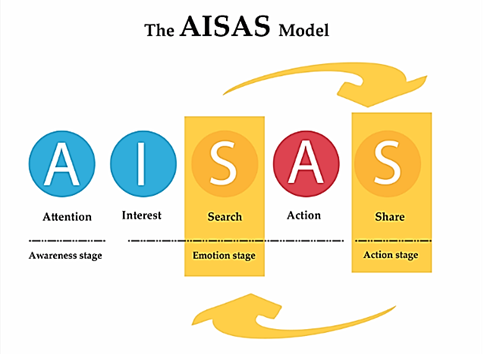 The AISAS Model
A I S A S
Attention Interest Search Action Share
Awareness stage Emotion stage Action stage